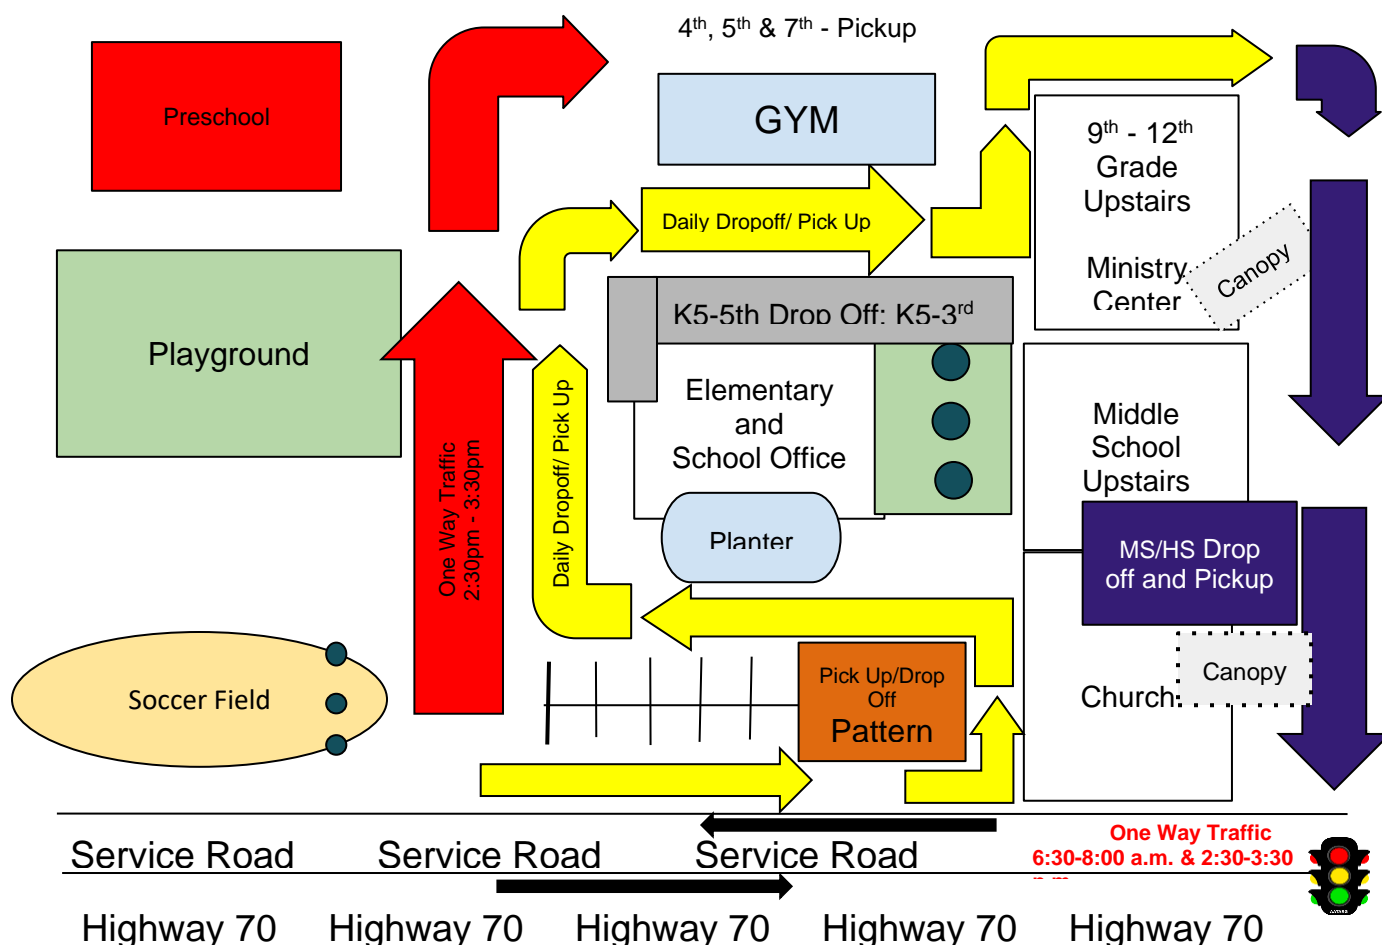 4th, 5th & 7th - Pickup
Preschool
GYM
9th - 12th
Grade
Upstairs
Ministry
Center
Canopy
Daily Dropoff/ Pick Up
K5-5th Drop Off: K5-3rd
Playground
Elementary
and
School Office
Middle
School
Upstairs
One Way Traffic
2:30pm - 3:30pm
Daily Dropoff/ Pick Up
Planter
MS/HS Drop
off and Pickup
Soccer Field
Pick Up/Drop
Off
Pattern
Church
Canopy
One Way Traffic
6:30-8:00 a.m. & 2:30-3:30
Service Road Service Road Service Road
Highway 70 Highway 70 Highway 70 Highway 70 Highway 70